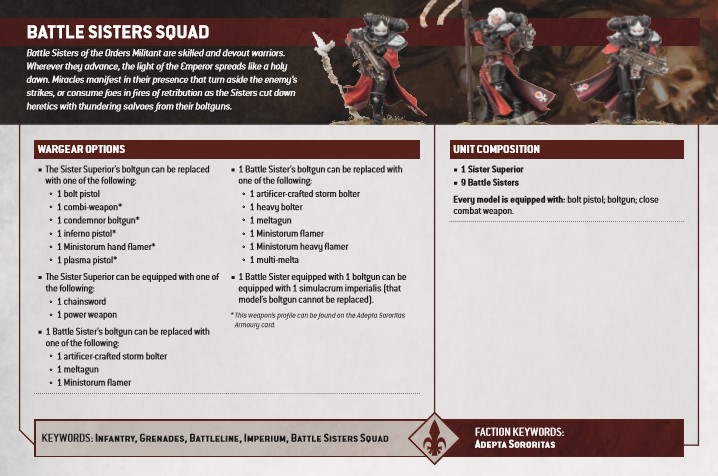 BATTLE SISTERS SQUAD
Battle Sisters of the Orders Militant are skilled and devout warriors.
Wherever they advance, the light of the Emperor spreads like a holy
dawn. Miracles manifest in their presence that turn aside the enemy's
strikes, or consume foes in fires of retribution as the Sisters cut down
heretics with thundering salvoes from their boltguns.
WARGEAR OPTIONS
▪ The Sister Superior's boltgun can be replaced
with one of the following:
◦ 1 bolt pistol
◦ 1 combi-weapon*
◦ 1 condemnor boltgun*
◦ 1 inferno pistol*
◦ 1 Ministorum hand flamer*
◦ 1 plasma pistol*
▪ The Sister Superior can be equipped with one of
the following:
◦ 1 chainsword
◦ 1 power weapon
▪ 1 Battle Sister's boltgun can be replaced with
one of the following:
◦ 1 artificer-crafted storm bolter
◦ 1 meltagun
◦ 1 Ministorum flamer
▪ 1 Battle Sister's boltgun can be replaced with
one of the following:
◦ 1 artificer-crafted storm bolter
◦ 1 heavy bolter
◦ 1 meltagun
◦ 1 Ministorum flamer
◦ 1 Ministorum heavy flamer
◦ 1 multi-melta
▪ 1 Battle Sister equipped with 1 boltgun can be
equipped with 1 simulacrum imperialis (that
model's boltgun cannot be replaced).
* This weapon's profile can be found on the Adepta Sororitas
Armoury card.
UNIT COMPOSITION
▪ 1 Sister Superior
▪ 9 Battle Sisters
Every model is equipped with: bolt pistol; boltgun; close
combat weapon.
KEYWORDS: INFANTRY, GRENADES, BATTLELINE, IMPERIUM, BATTLE SISTERS SQUAD
FACTION KEYWORDS:
ADEPTA SORORITAS